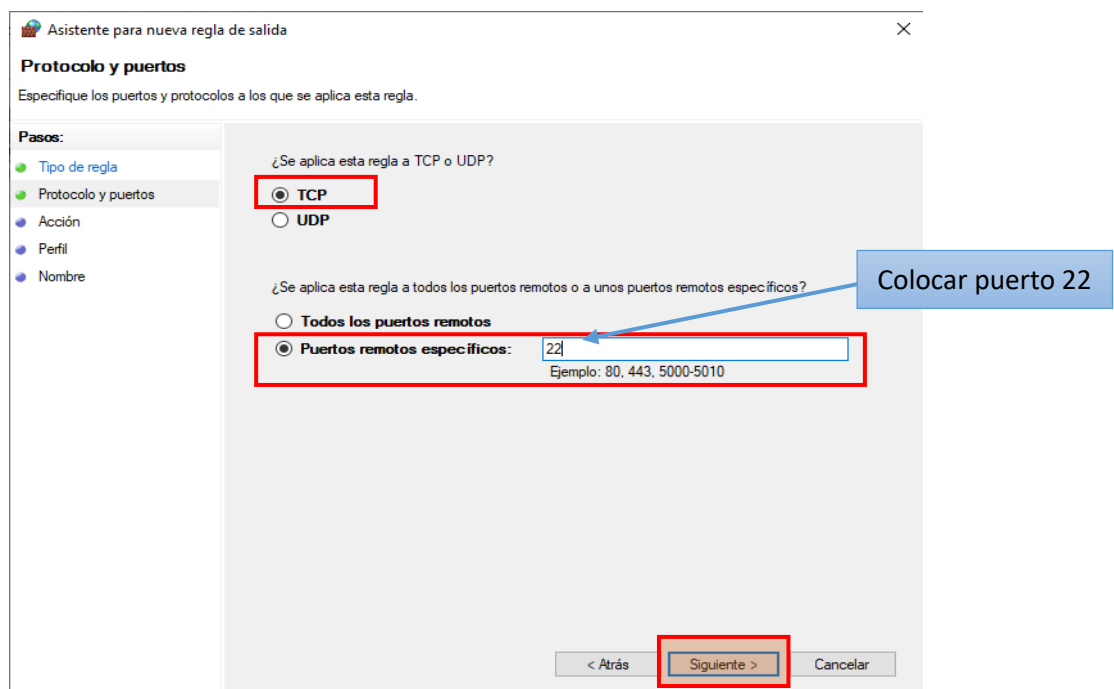 Asistente para nueva regla de salida
Protocolo y puertos
Especifique los puertos y protocolos a los que se aplica esta regla.
Pasos:
Tipo de regla
Protocolo y puertos
Acción
Perfil
Nombre
¿Se aplica esta regla a TCP o UDP?
TCP
UDP
Colocar puerto 22
¿Se aplica esta regla a todos los puertos remotos o a unos puertos remotos específicos?
Todos los puertos remotos
Puertos remotos específicos: 22
Ejemplo: 80, 443, 5000-5010
< Atrás Siguiente > Cancelar